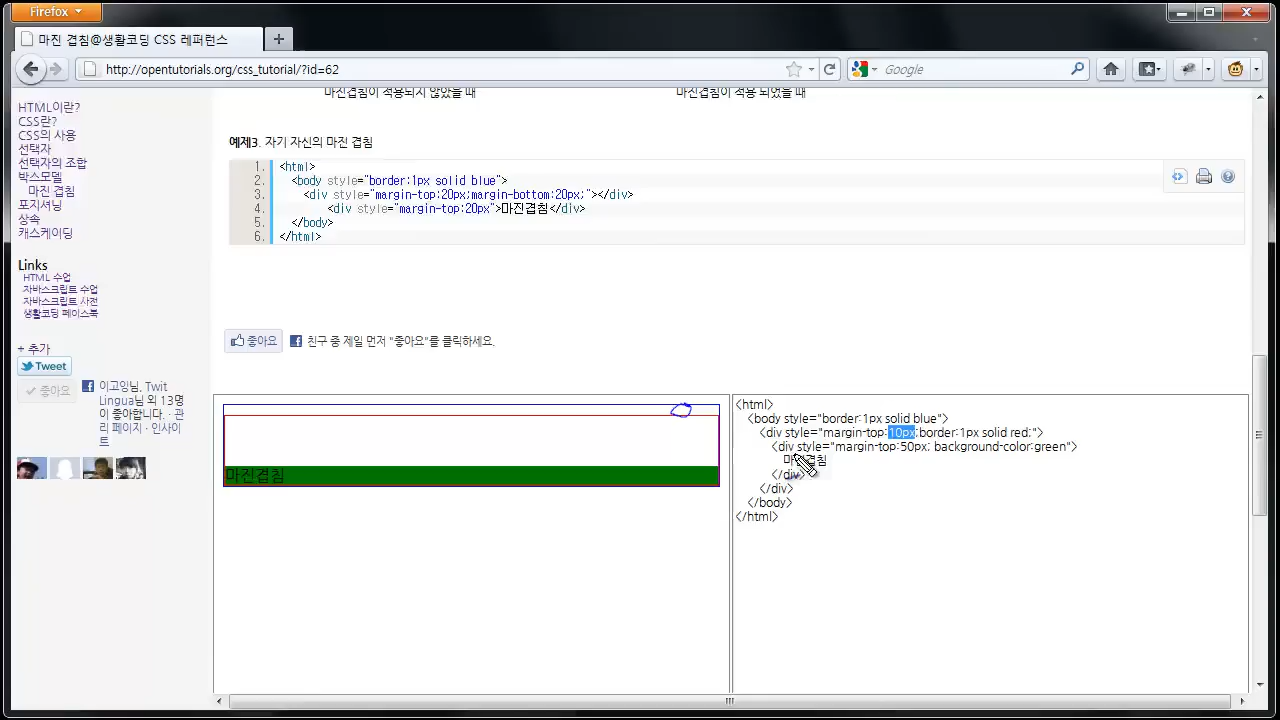 Firefox
마진 겹침@생활코딩 CSS 레퍼런스
http://opentutorials.org/css_tutorial/?id=62
Google
HTML이란?
CSS란?
CSS의 사용
선택자
선택자의 조합
박스모델
마진 겹침
포지셔닝
상속
캐스케이딩
Links
HTML 수업
자바스크립트 수업
자바스크립트 사전
생활코딩 페이스북
+ 추가
Tweet
좋아요
이고잉님, Twit
Lingua님 외 13명
이 좋아합니다. · 관
리 페이지 · 인사이
트
마진겹침이 적용되지 않았을 때
마진겹침이 적용 되었을 때
예제3. 자기 자신의 마진 겹침
1. <html>
2. <body style="border:1px solid blue">
3. <div style="margin-top:20px;margin-bottom:20px;"></div>
4. <div style="margin-top:20px">마진겹침</div>
5. </body>
6. </html>
좋아요
친구 중 제일 먼저 "좋아요"를 클릭하세요.
마진겹침
<html>
<body style="border:1px solid blue">
<div style="margin-top:10px;border:1px solid red;">
<div style="margin-top:50px; background-color:green">
마진겹침
</div>
</div>
</body>
</html>